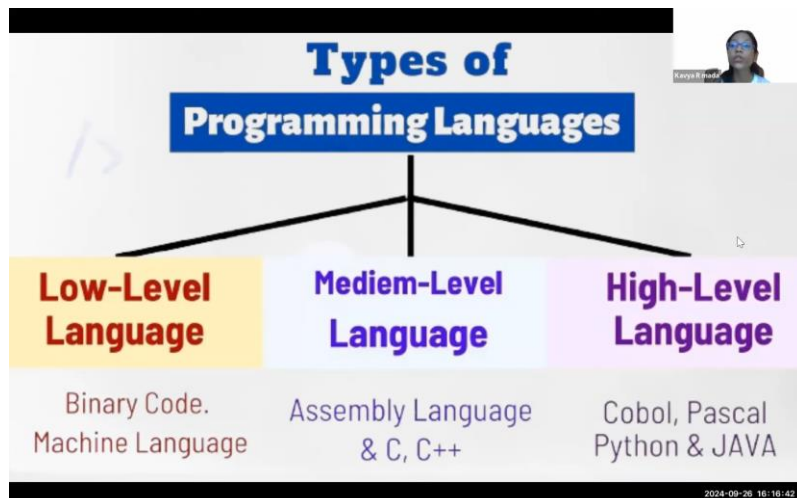 Types of
Programming Languages
Kavya R mada
Low-Level
Language
Mediem-Level
Language
High-Level
Language
Binary Code.
Machine Language
Assembly Language
& C, C++
Cobol, Pascal
Python & JAVA
2024-09-26 16:16:42